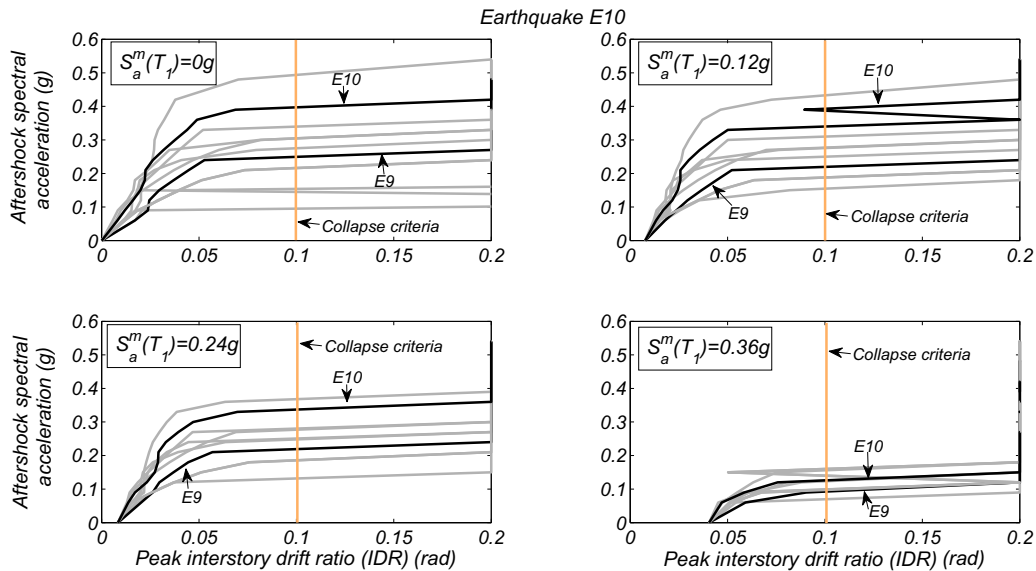 Earthquake E10
Aftershock spectral
acceleration (g)
0.6
0.5
0.4
0.3
0.2
0.1
0
S_a^m(T_1)=0g
E10
E9
Collapse criteria
0 0.05 0.1 0.15 0.2
0.6
0.5
0.4
0.3
0.2
0.1
0
S_a^m(T_1)=0.12g
E10
E9
Collapse criteria
0 0.05 0.1 0.15 0.2
Aftershock spectral
acceleration (g)
0.6
0.5
0.4
0.3
0.2
0.1
0
S_a^m(T_1)=0.24g
Collapse criteria
E10
E9
0 0.05 0.1 0.15 0.2
Peak interstory drift ratio (IDR) (rad)
0.6
0.5
0.4
0.3
0.2
0.1
0
S_a^m(T_1)=0.36g
Collapse criteria
E10
E9
0 0.05 0.1 0.15 0.2
Peak interstory drift ratio (IDR) (rad)